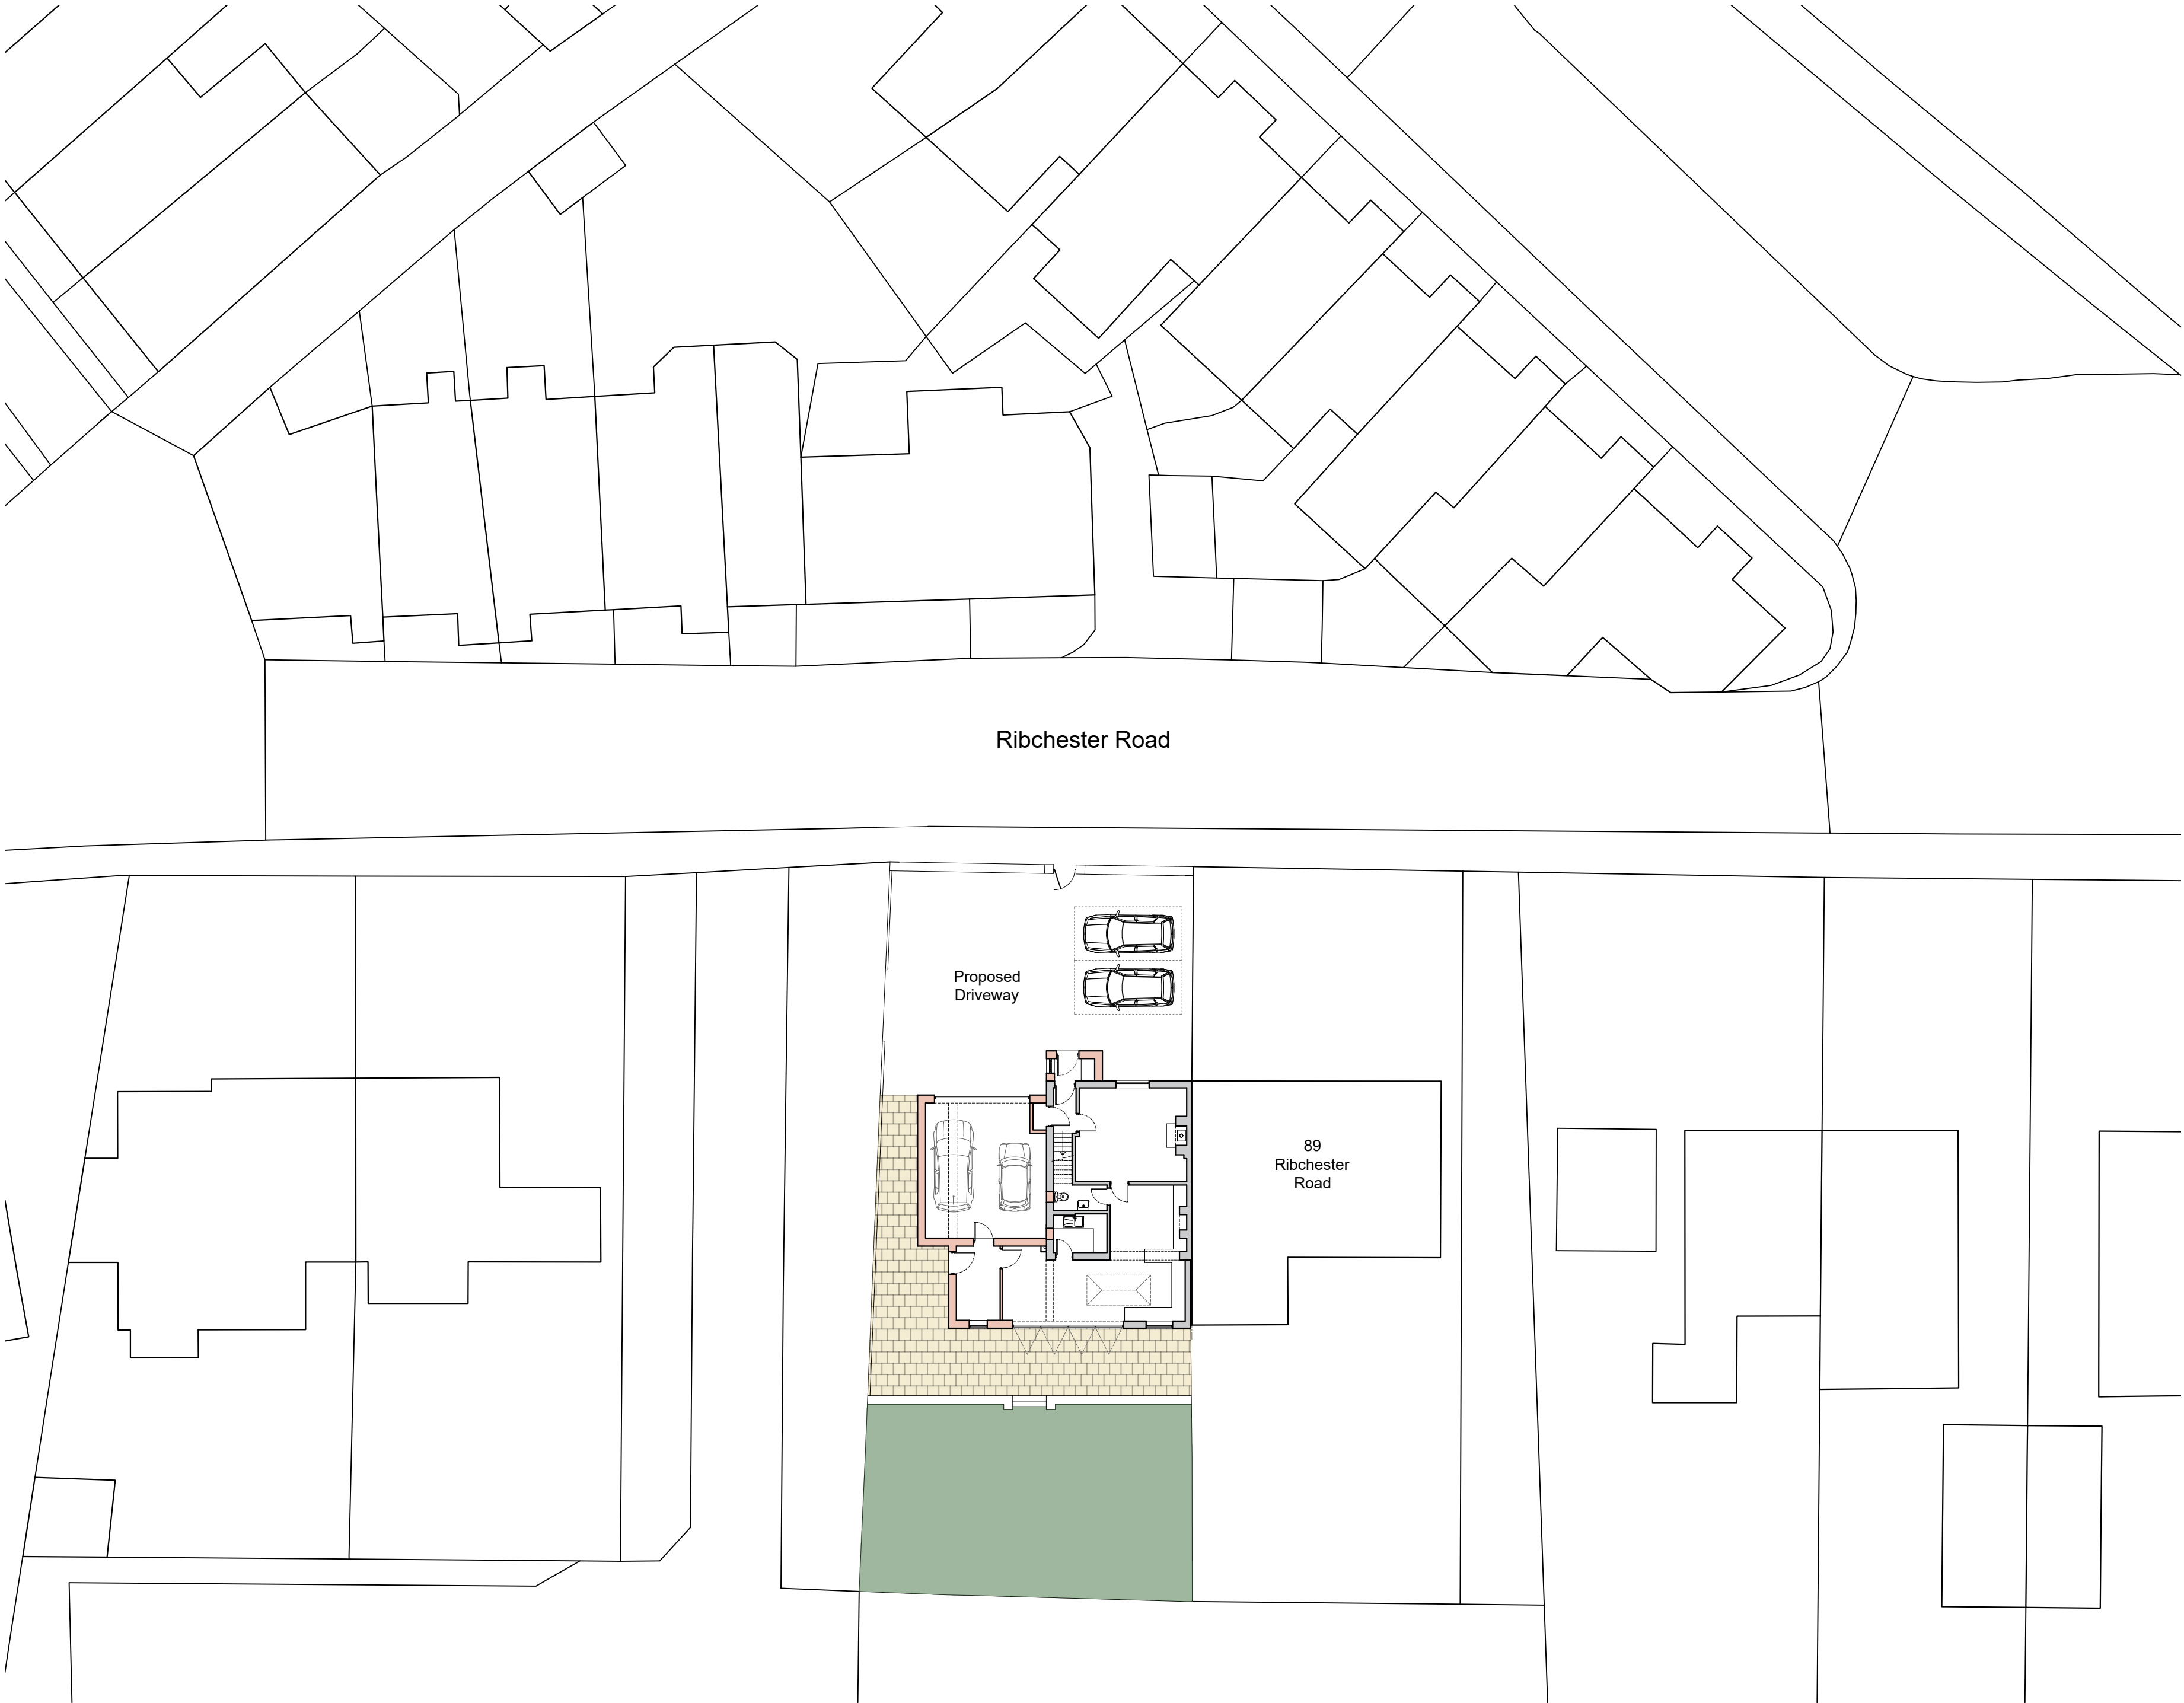 Ribchester Road
Proposed
Driveway
89
Ribchester
Road